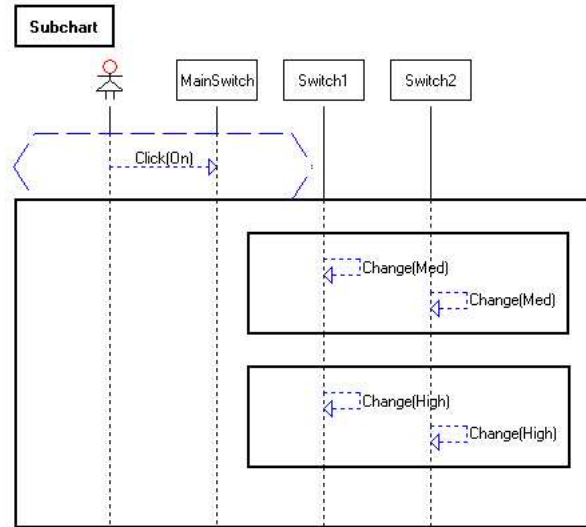 Subchart
MainSwitch
Switch1
Switch2
Click(On)
Change(Med)
Change(Med)
Change(High)
Change(High)